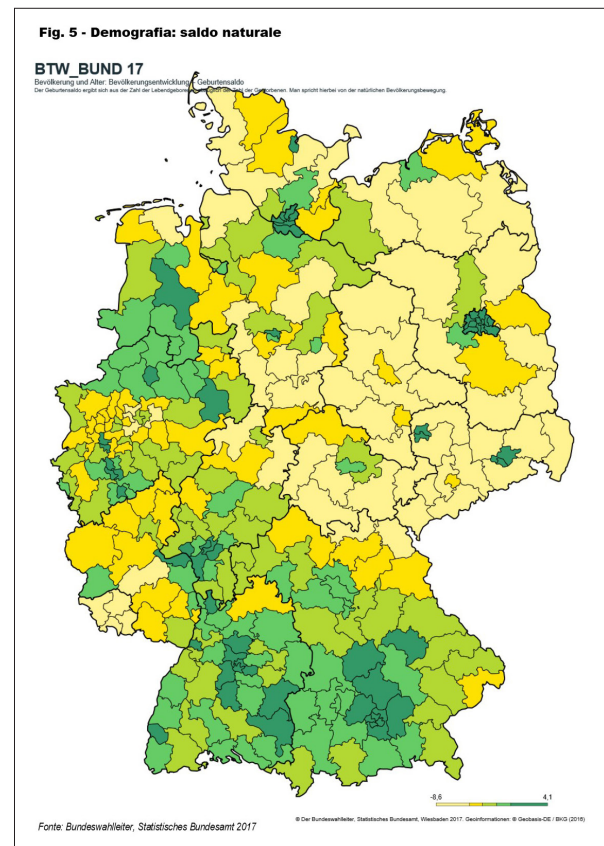 Fig. 5 - Demografia: saldo naturale
BTW_BUND 17
Bevölkerung und Alter: Bevölkerungsentwicklung - Geburtensaldo
Der Geburtensaldo ergibt sich aus der Zahl der Lebendgeborenen der Zahl der Gestorbenen. Man spricht hierbei von der natürlichen Bevölkerungsbewegung.
-8,6 4,1
© Der Bundeswahlleiter, Statistisches Bundesamt, Wiesbaden 2017. Geoinformationen: © Geobasis-DE / BKG (2016)
Fonte: Bundeswahlleiter, Statistisches Bundesamt 2017